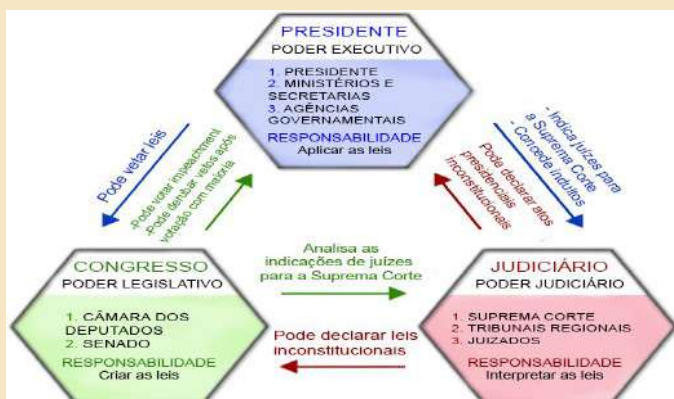 PRESIDENTE
PODER EXECUTIVO
1. PRESIDENTE
2. MINISTÉRIOS E
SECRETARIAS
3. AGÊNCIAS
GOVERNAMENTAIS
RESPONSABILIDADE
Aplicar as leis
Pode vetar leis
-Pode votar impeachment
-Pode derrubar vetos após
votação com maioria
Pode declarar atos
presidenciais
inconstitucionais
- Indica juízes para
a Suprema Corte
- Concede indultos
CONGRESSO
PODER LEGISLATIVO
1. CÂMARA DOS
DEPUTADOS
2. SENADO
RESPONSABILIDADE
Criar as leis
Analisa as
indicações de juízes
para a Suprema Corte
Pode declarar leis
inconstitucionais
JUDICIÁRIO
PODER JUDICIÁRIO
1. SUPREMA CORTE
2. TRIBUNAIS REGIONAIS
3. JUIZADOS
RESPONSABILIDADE
Interpretar as leis